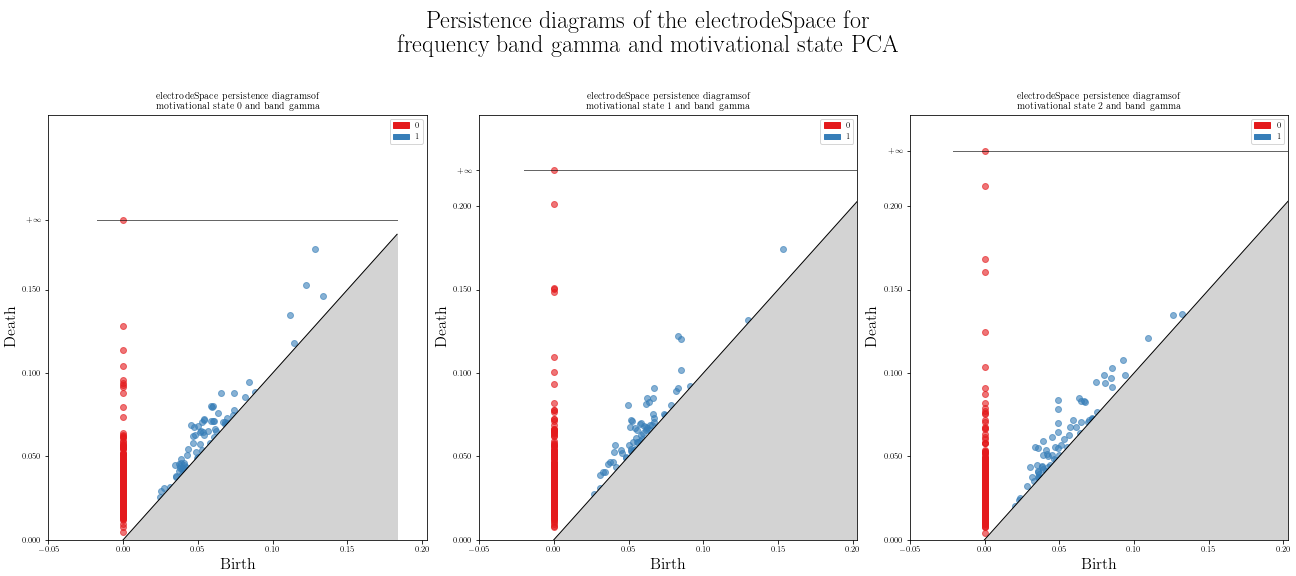 Persistence diagrams of the electrodeSpace for
frequency band gamma and motivational state PCA
electrodeSpace persistence diagramsof
motivational state 0 and band gamma
0
1
+∞
0.150
0.100
0.050
0.000
Death
−0.05 0.00 0.05 0.10 0.15 0.20
Birth
electrodeSpace persistence diagramsof
motivational state 1 and band gamma
0
1
+∞
0.200
0.150
0.100
0.050
0.000
Death
−0.05 0.00 0.05 0.10 0.15 0.20
Birth
electrodeSpace persistence diagramsof
motivational state 2 and band gamma
0
1
+∞
0.200
0.150
0.100
0.050
0.000
Death
−0.05 0.00 0.05 0.10 0.15 0.20
Birth